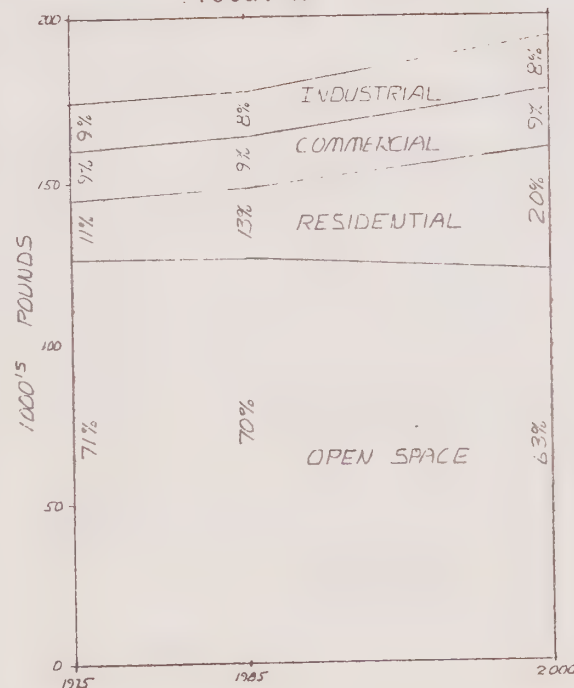 200
INDUSTRIAL
9% 8% 8%
COMMERCIAL
9% 9% 9%
150
RESIDENTIAL
11% 13% 20%
1000'S POUNDS
100
OPEN SPACE
71% 70% 63%
50
0
1975 1985 2000